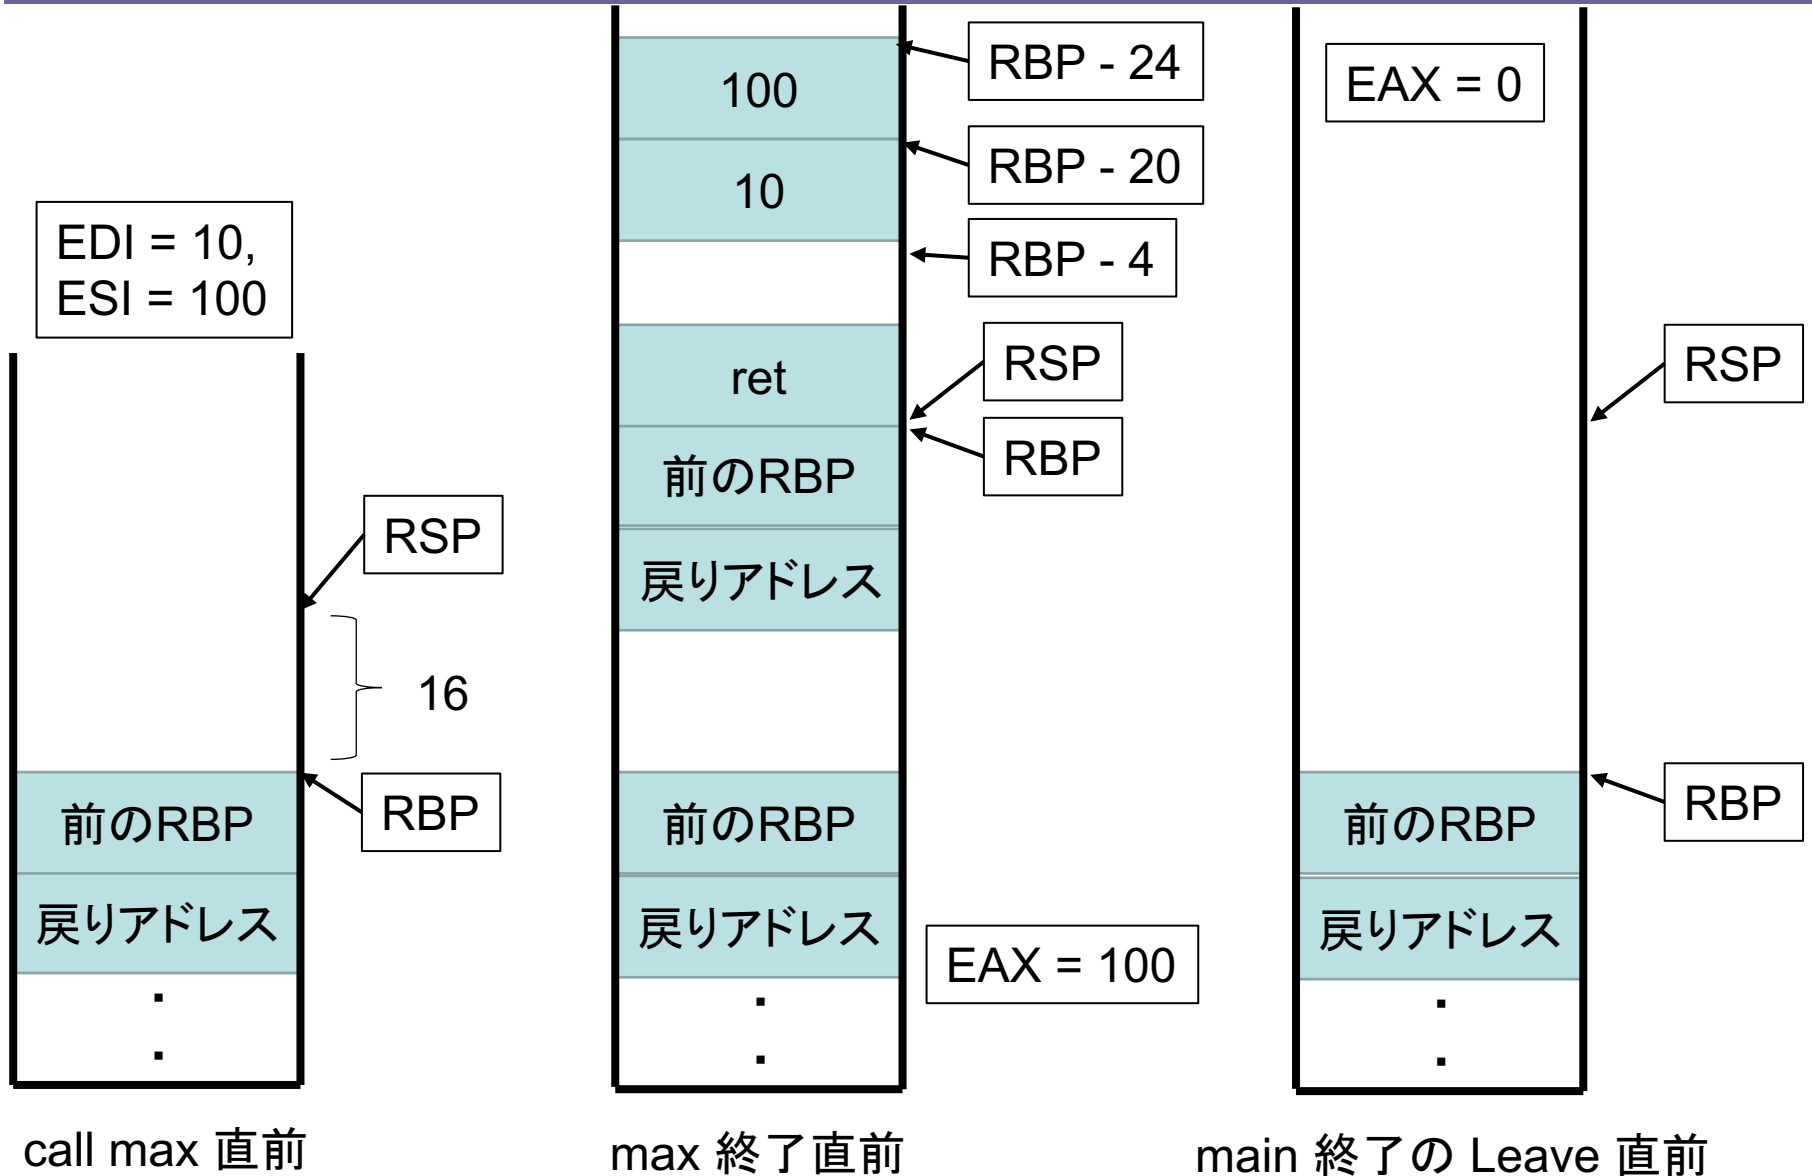 EDI = 10,
ESI = 100
RSP
16
RBP
前のRBP
戻りアドレス
.
.
call max 直前
100
10
ret
前のRBP
戻りアドレス
前のRBP
戻りアドレス
.
.
RBP - 24
RBP - 20
RBP - 4
RSP
RBP
EAX = 100
max 終了直前
EAX = 0
RSP
RBP
前のRBP
戻りアドレス
.
.
main 終了の Leave 直前